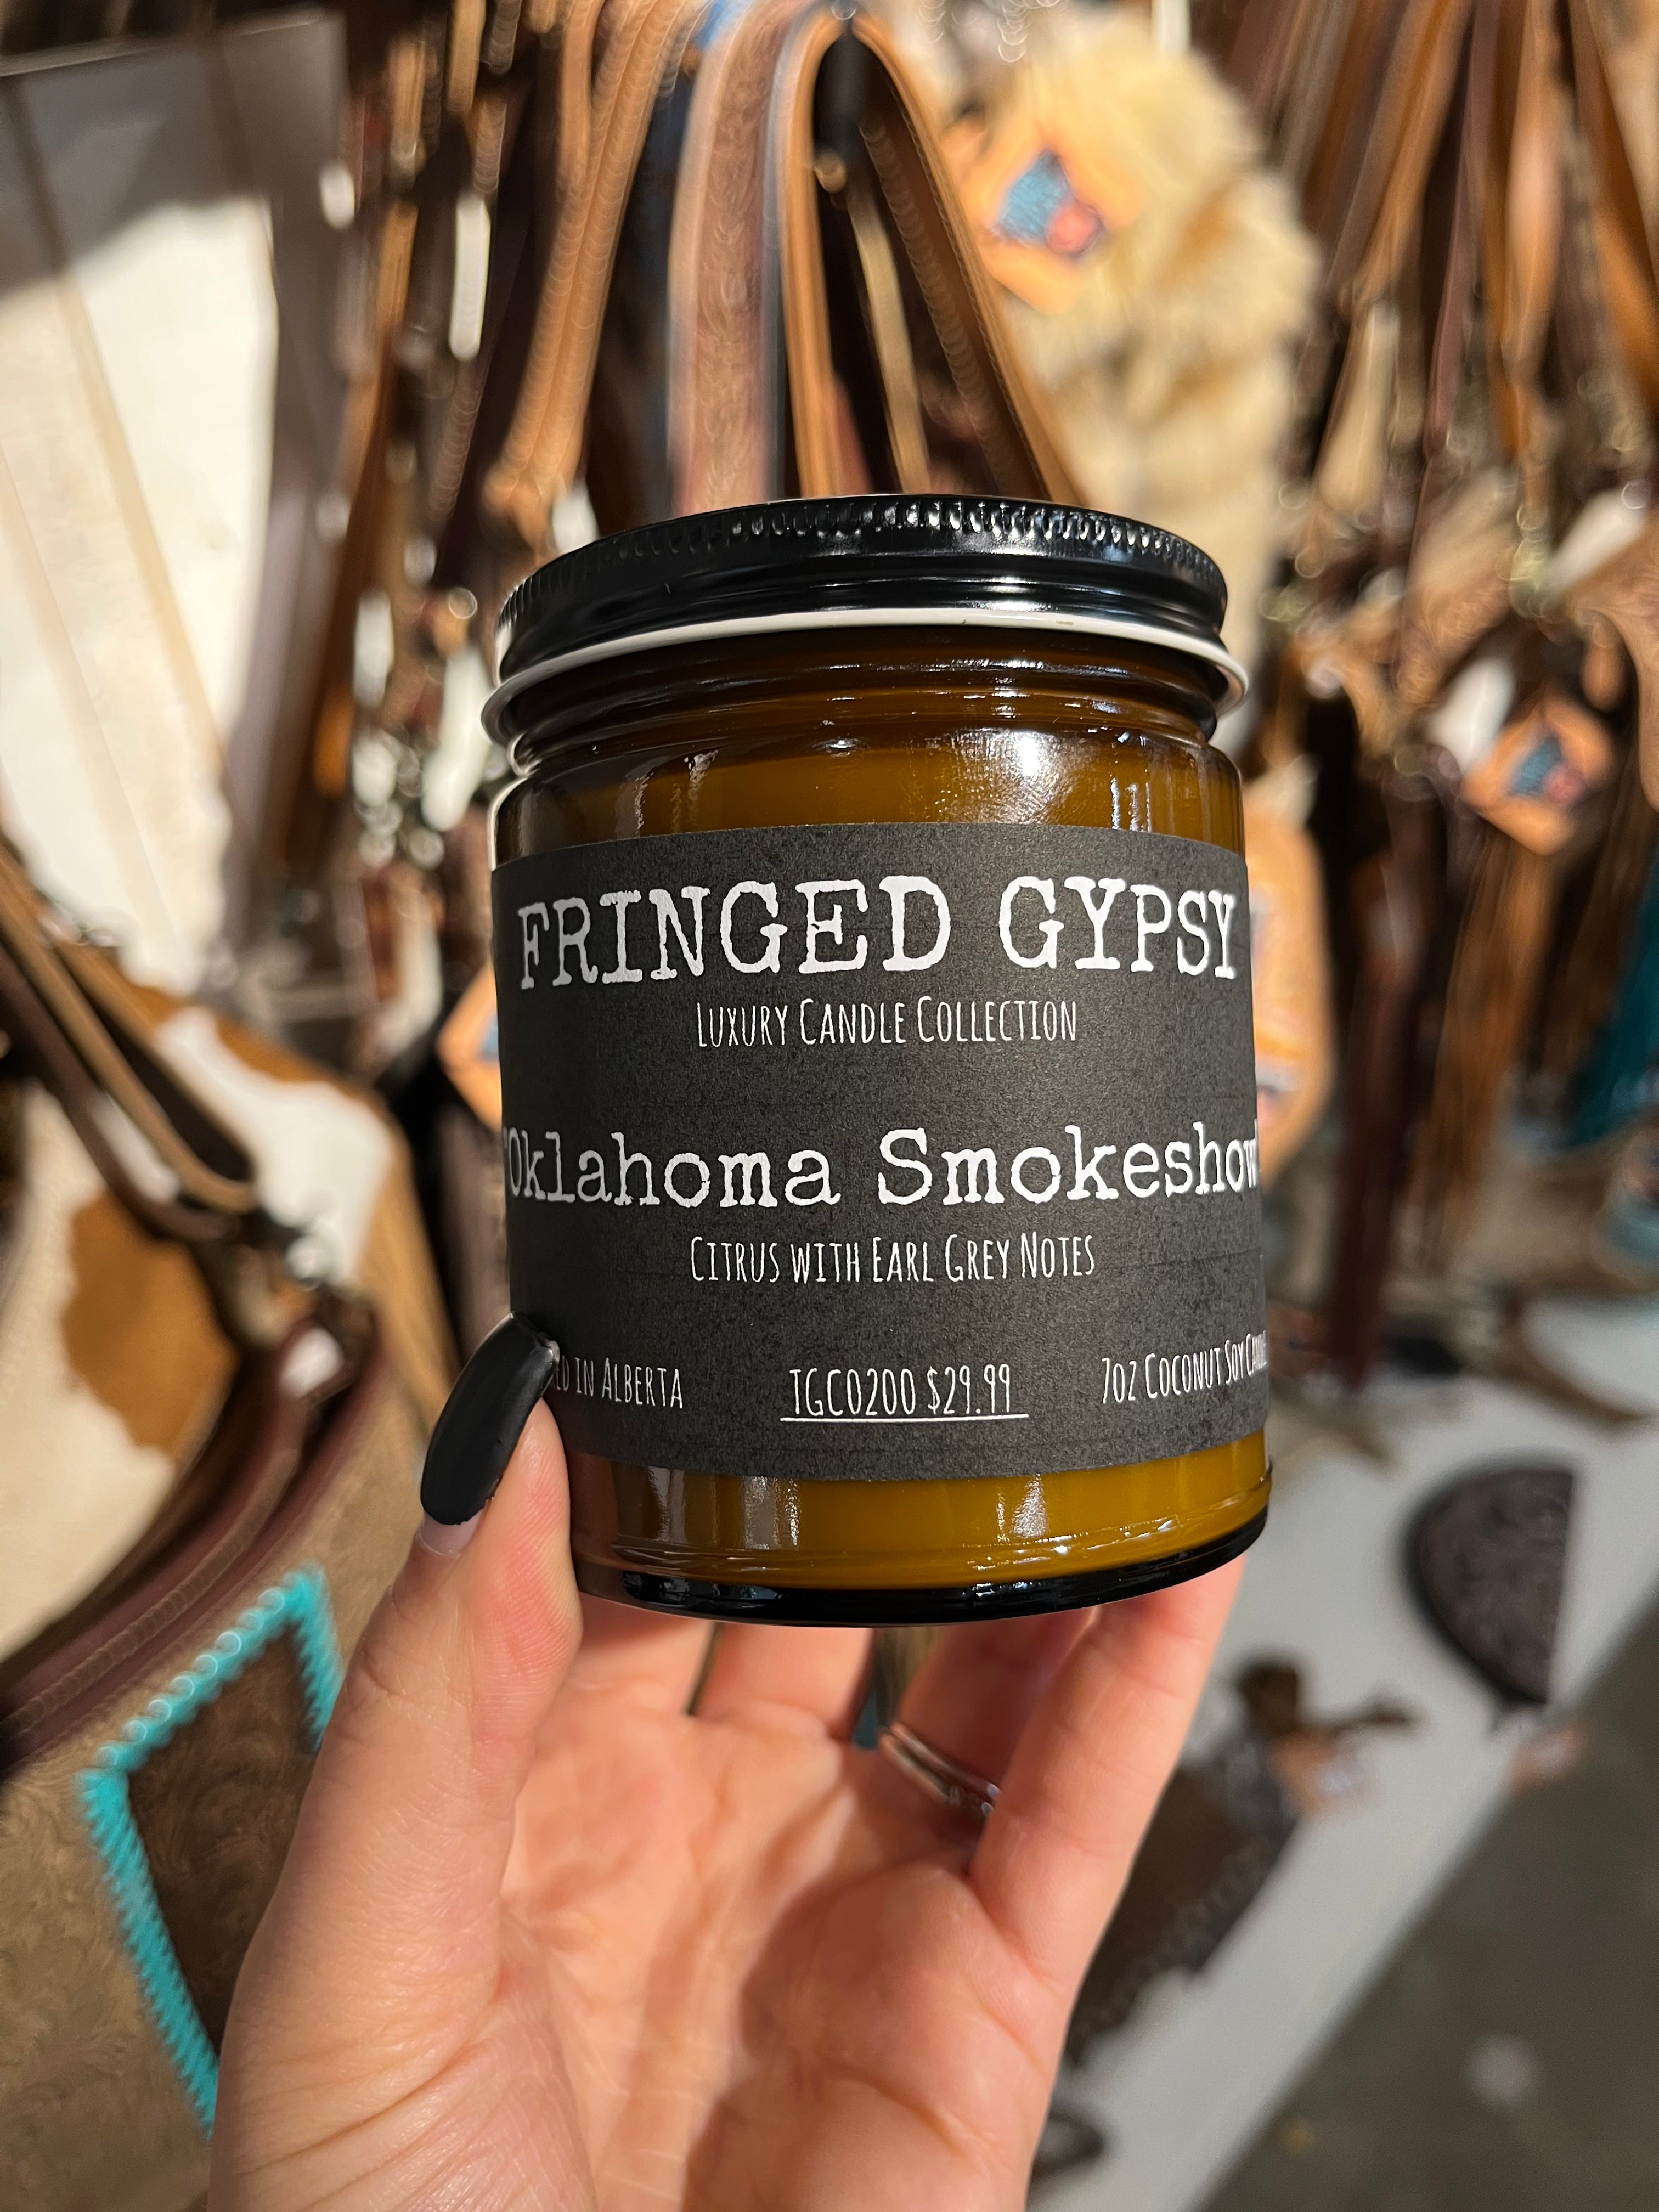 FRINGED GYPSY
LUXURY CANDLE COLLECTION
"Oklahoma Smokeshow"
CITRUS WITH EARL GREY NOTES
IN ALBERTA
TGC0200 $29.99
7OZ COCONUT SOY CANDLE